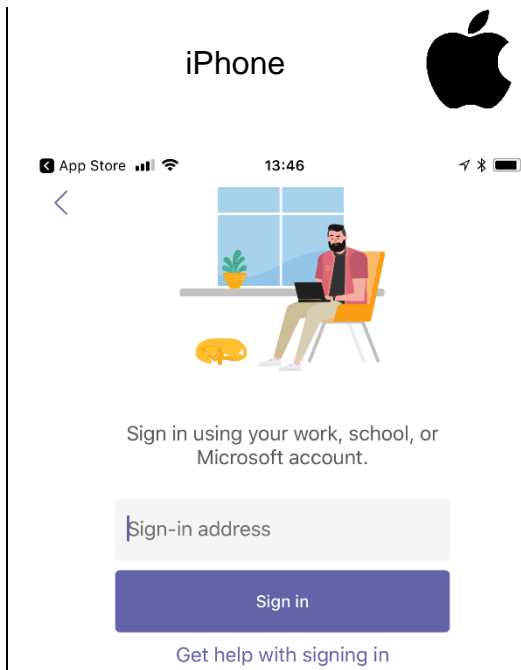 iPhone
App Store 13:46
Sign in using your work, school, or
Microsoft account.
Sign-in address
Sign in
Get help with signing in